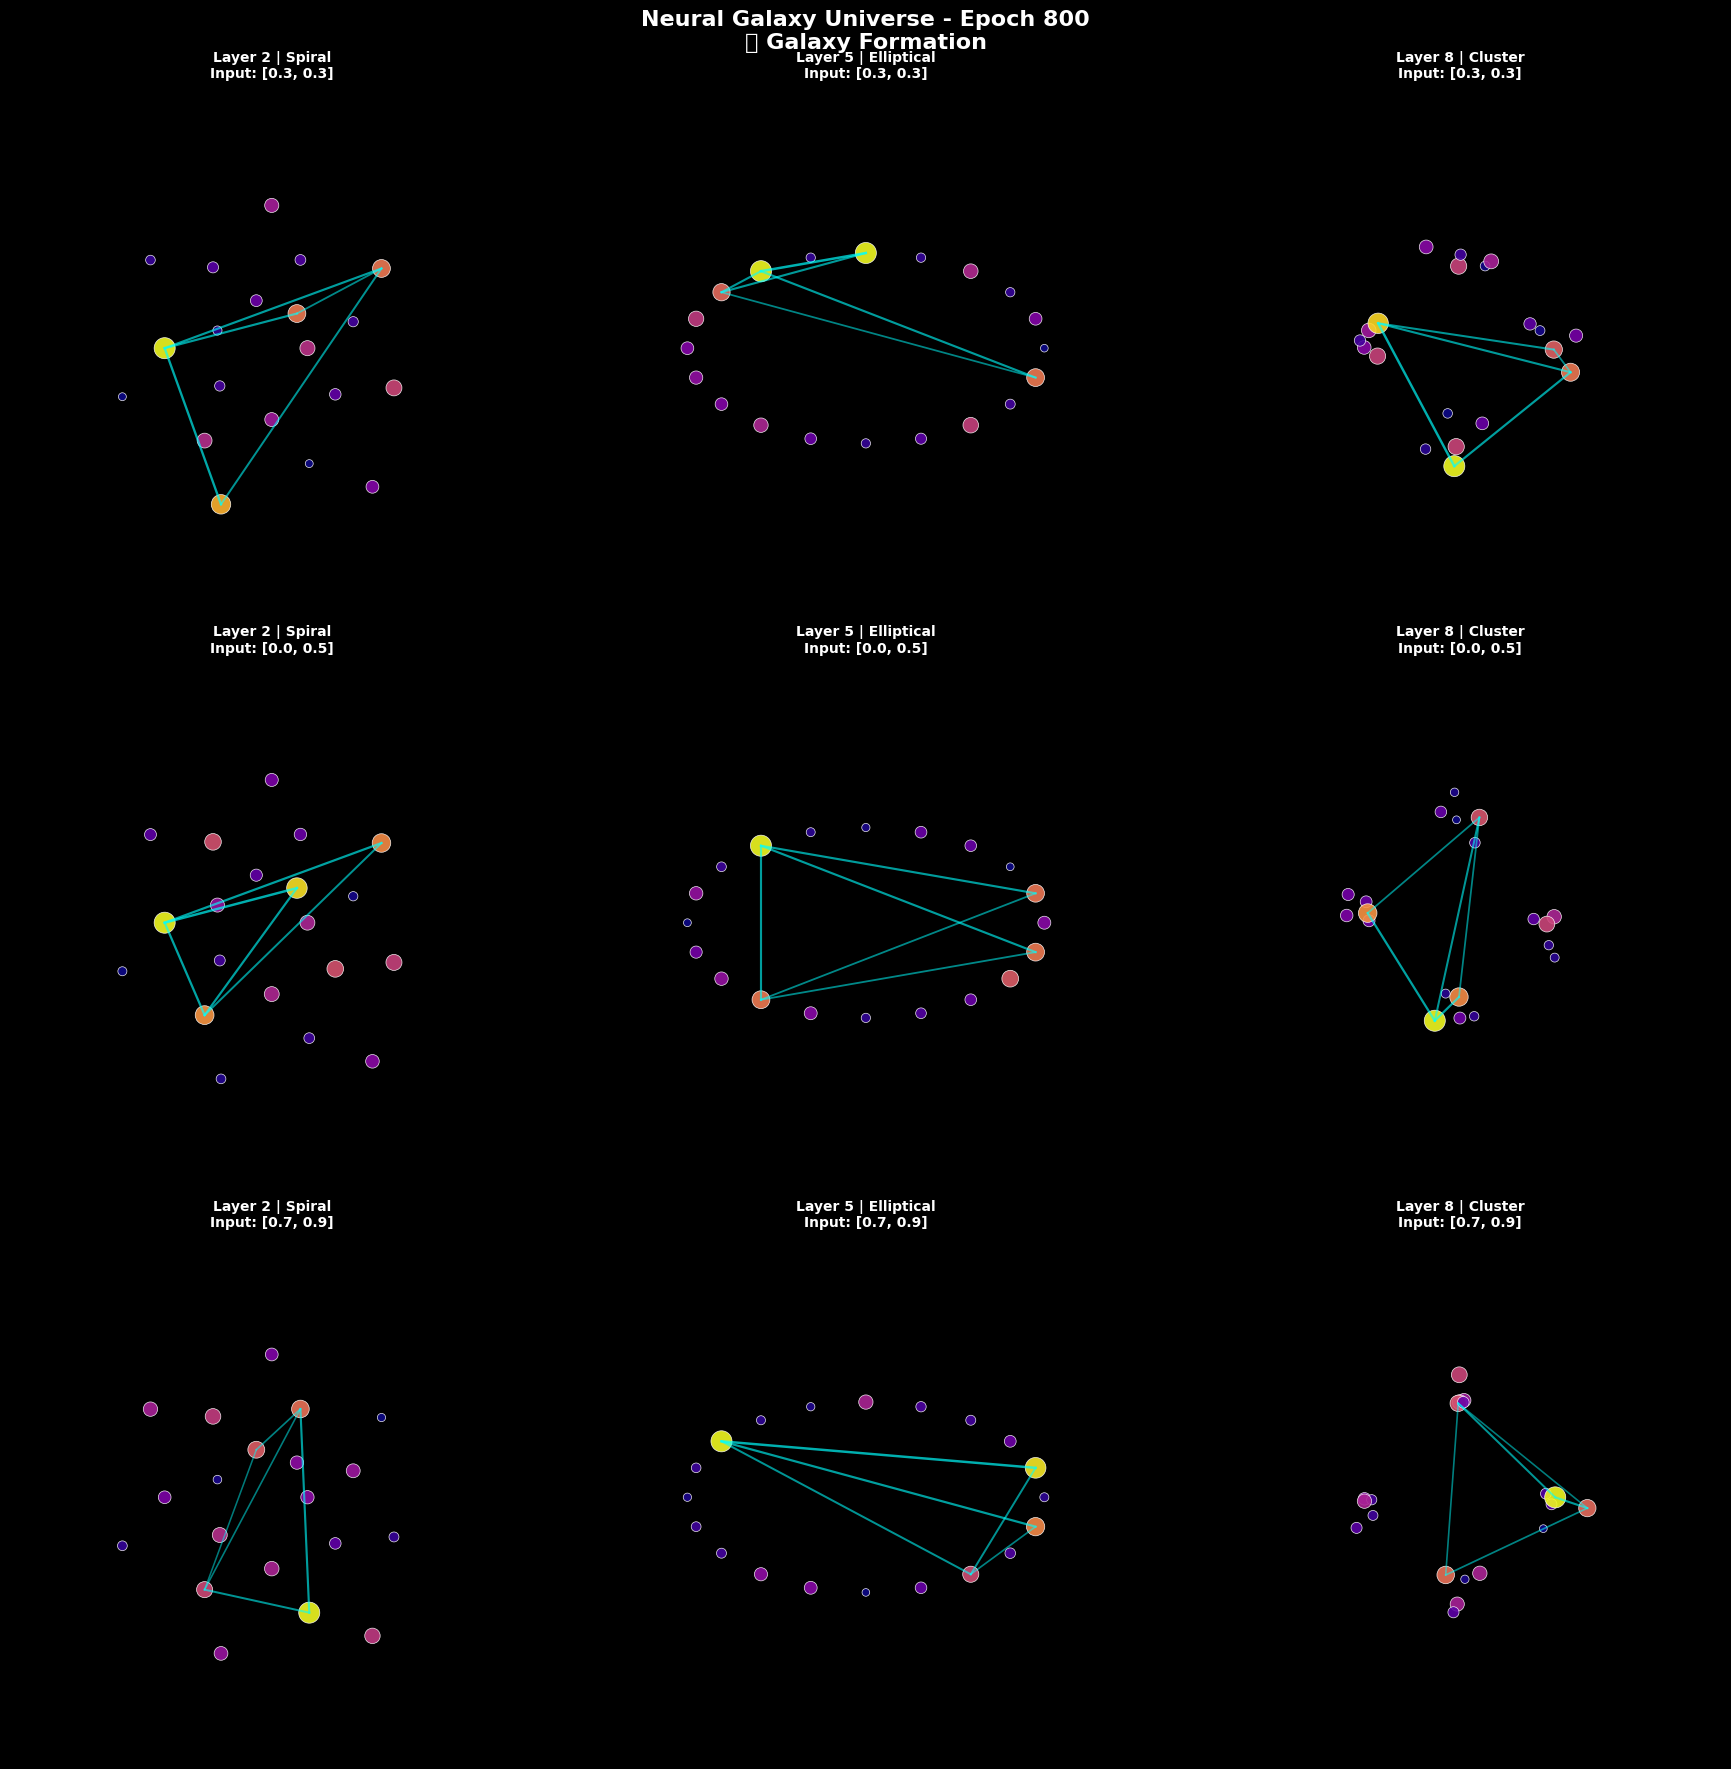 Neural Galaxy Universe - Epoch 800
Galaxy Formation
Layer 2 | Spiral
Input: [0.3, 0.3]
Layer 5 | Elliptical
Input: [0.3, 0.3]
Layer 8 | Cluster
Input: [0.3, 0.3]
Layer 2 | Spiral
Input: [0.0, 0.5]
Layer 5 | Elliptical
Input: [0.0, 0.5]
Layer 8 | Cluster
Input: [0.0, 0.5]
Layer 2 | Spiral
Input: [0.7, 0.9]
Layer 5 | Elliptical
Input: [0.7, 0.9]
Layer 8 | Cluster
Input: [0.7, 0.9]